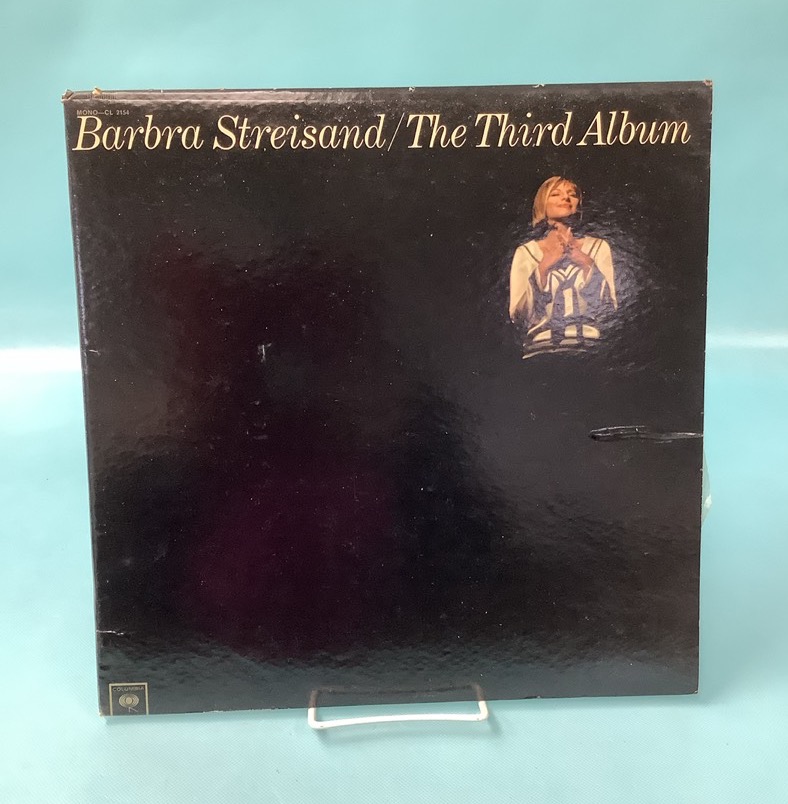 MONO—CL 2154
Barbra Streisand/The Third Album
COLUMBIA